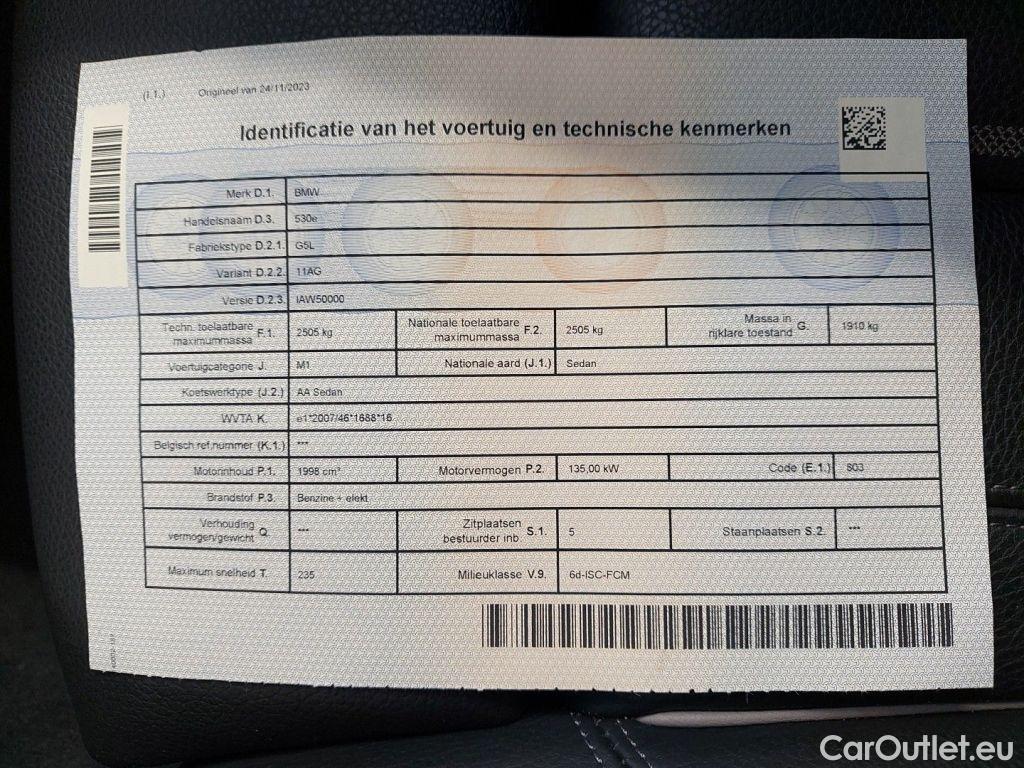 (I.1.) Origineel van 24/11/2023
Identificatie van het voertuig en technische kenmerken
Merk D.1. BMW
Handelsnaam D.3. 530e
Fabriekstype D.2.1. G5L
Variant D.2.2. 11AG
Versie D.2.3. IAW50000
Techn. toelaatbare maximummassa F.1. 2505 kg Nationale toelaatbare maximummassa F.2. 2505 kg Massa in rijklare toestand G. 1910 kg
Voertuigcategorie J. M1 Nationale aard (J.1.) Sedan
Koetswerktype (J.2.) AA Sedan
WVTA K. e1*2007/46*1688*16
Belgisch ref.nummer (K.1.) ***
Motorinhoud P.1. 1998 cm³ Motorvermogen P.2. 135,00 kW Code (E.1.) 803
Brandstof P.3. Benzine + elekt
Verhouding vermogen/gewicht Q. *** Zitplaatsen bestuurder inb. S.1. 5 Staanplaatsen S.2. ***
Maximum snelheid T. 235 Milieuklasse V.9. 6d-ISC-FCM
CarOutlet.eu